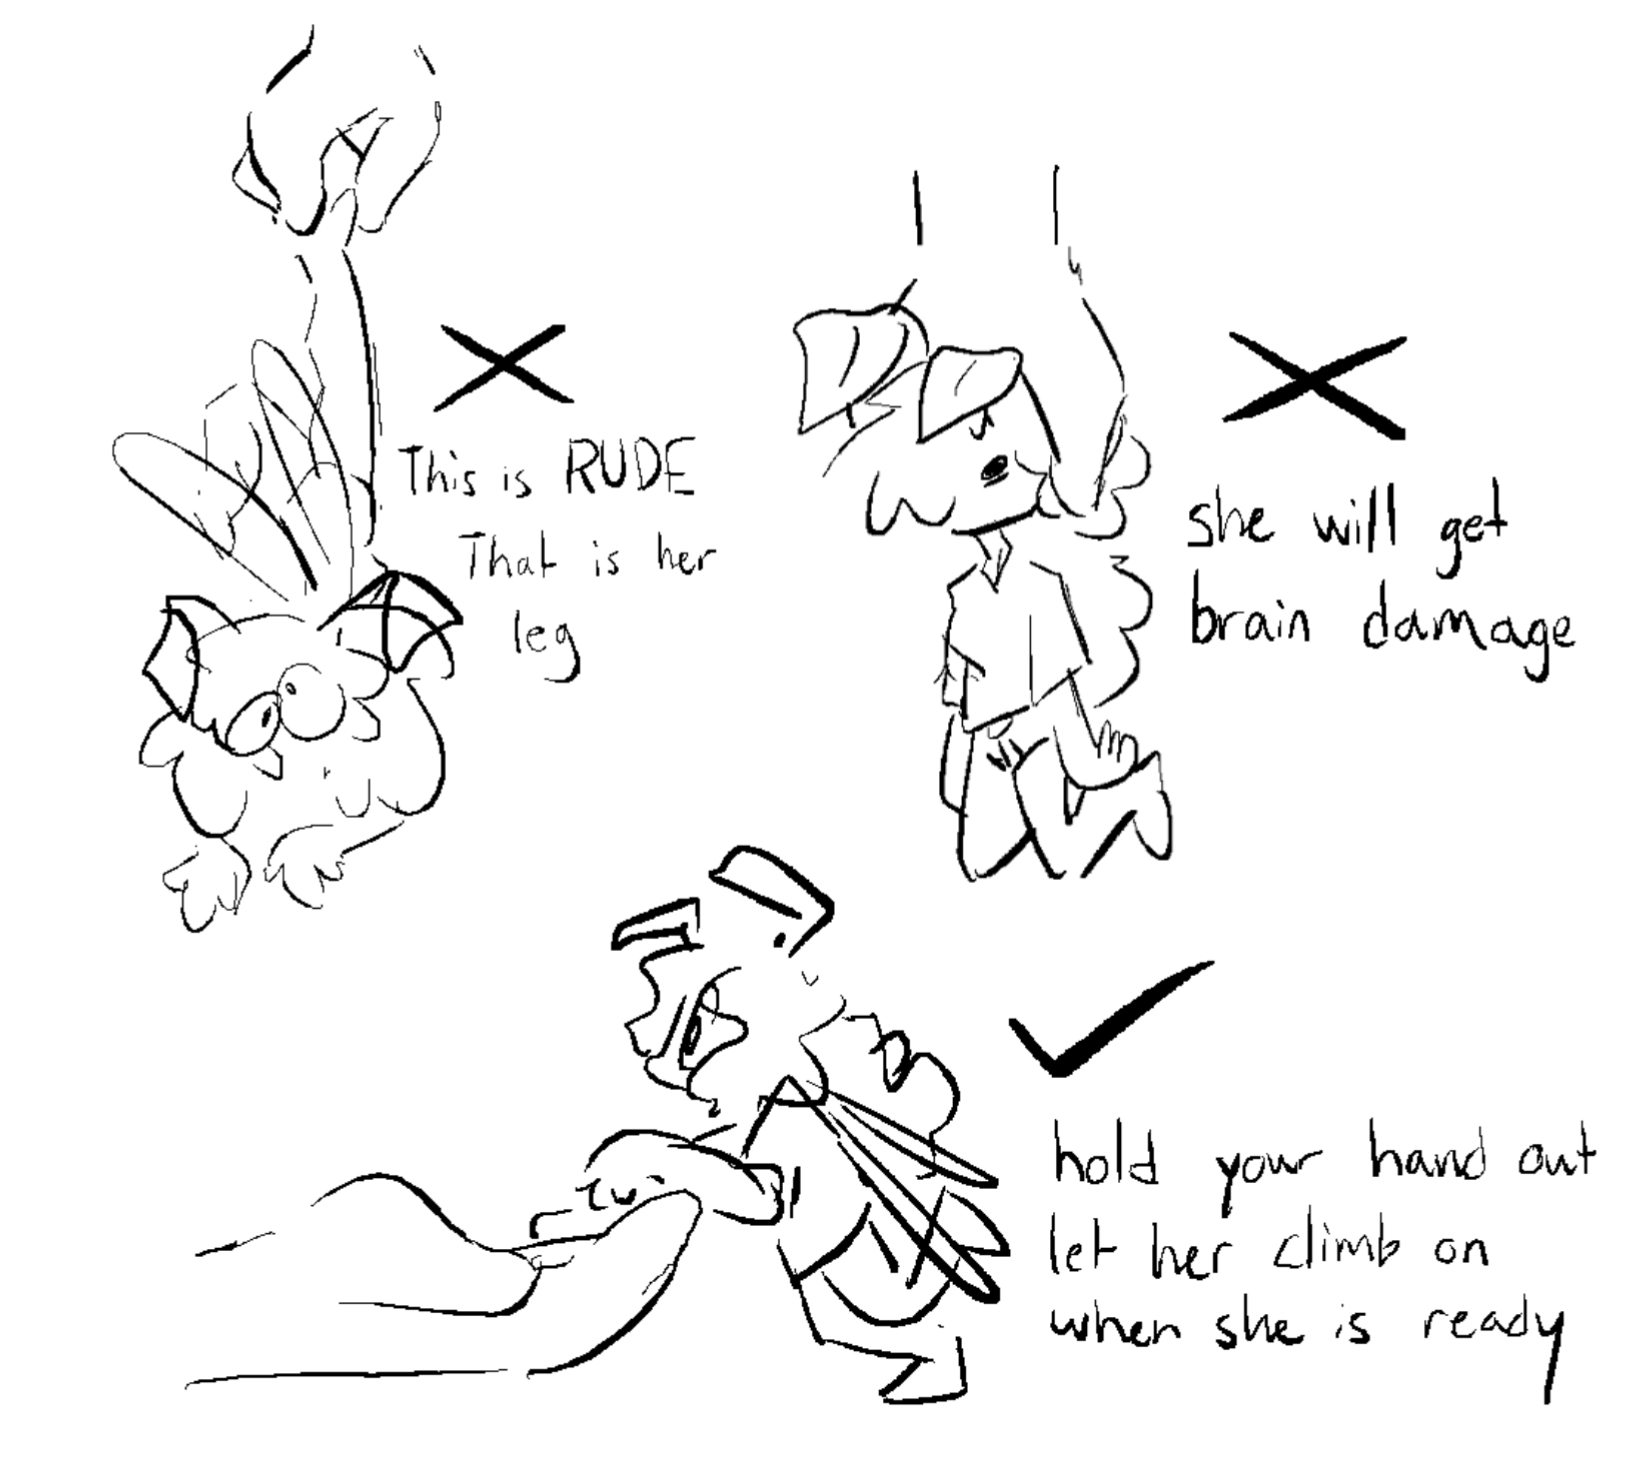 This is RUDE
That is her
leg
she will get
brain damage
hold your hand out
let her climb on
when she is ready